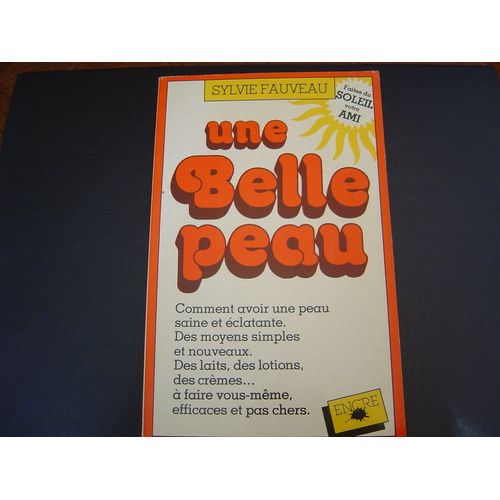 SYLVIE FAUVEAU
Faites du
SOLEIL
votre
AMI
une
Belle
peau
Comment avoir une peau
saine et éclatante.
Des moyens simples
et nouveaux.
Des laits, des lotions,
des crèmes...
à faire vous-même,
efficaces et pas chers.
ENCRE